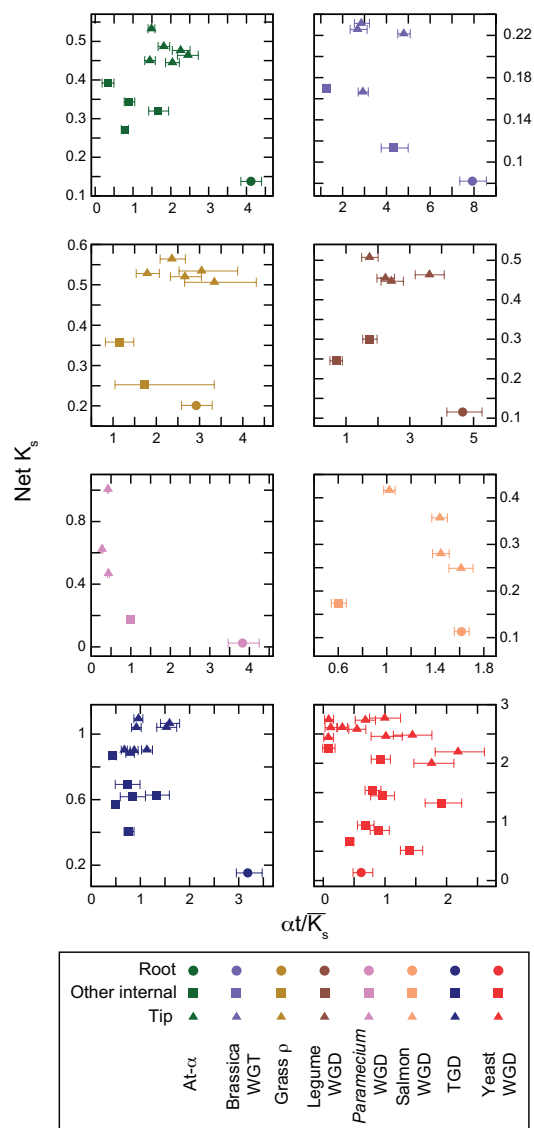 0.5
0.4
0.3
0.2
0.1
0 1 2 3 4
0.22
0.18
0.14
0.1
2 4 6 8
0.6
0.5
0.4
0.3
0.2
1 2 3 4
0.5
0.4
0.3
0.2
0.1
1 3 5
Net Ks
0.8
0.4
0
0 1 2 3 4
0.4
0.3
0.2
0.1
0.6 1 1.4 1.8
1
0.6
0.2
0 1 2 3
3
2
1
0
0 1 2
αt/K̅s
Root
Other internal
Tip
At-α
Brassica
WGT
Grass ρ
Legume
WGD
Paramecium
WGD
Salmon
WGD
TGD
Yeast
WGD